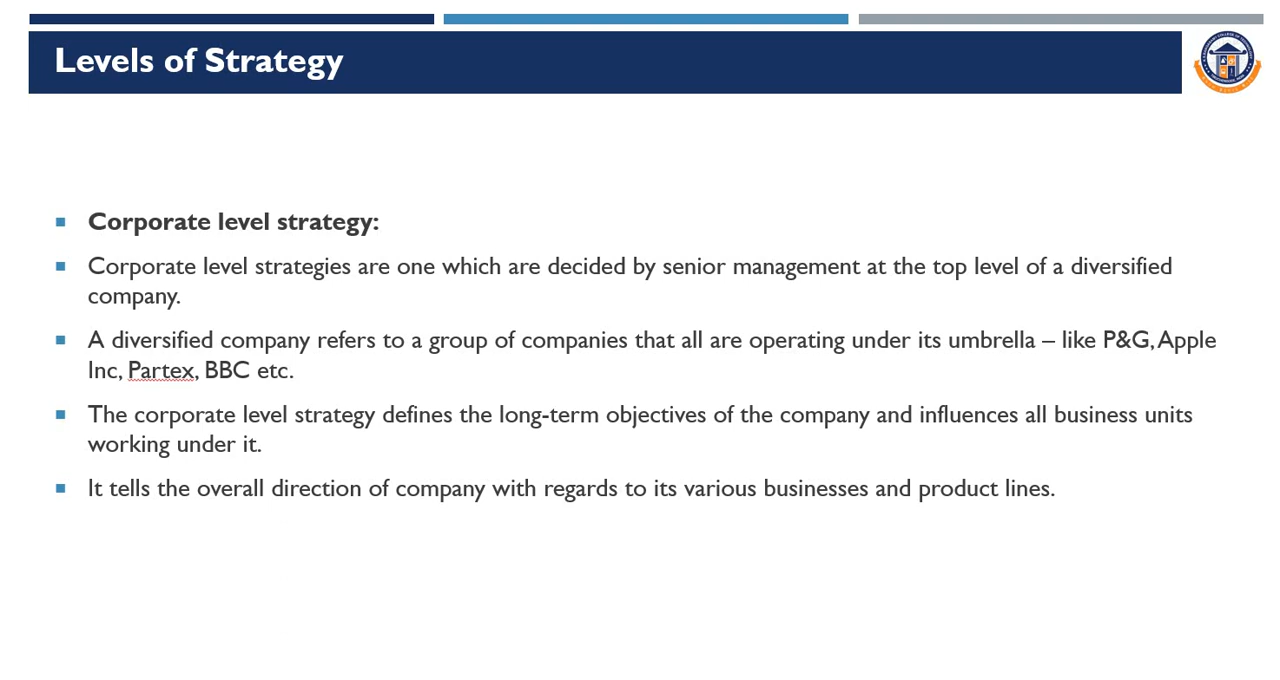 Levels of Strategy
Corporate level strategy:
Corporate level strategies are one which are decided by senior management at the top level of a diversified
company.
A diversified company refers to a group of companies that all are operating under its umbrella – like P&G, Apple
Inc, Partex, BBC etc.
The corporate level strategy defines the long-term objectives of the company and influences all business units
working under it.
It tells the overall direction of company with regards to its various businesses and product lines.